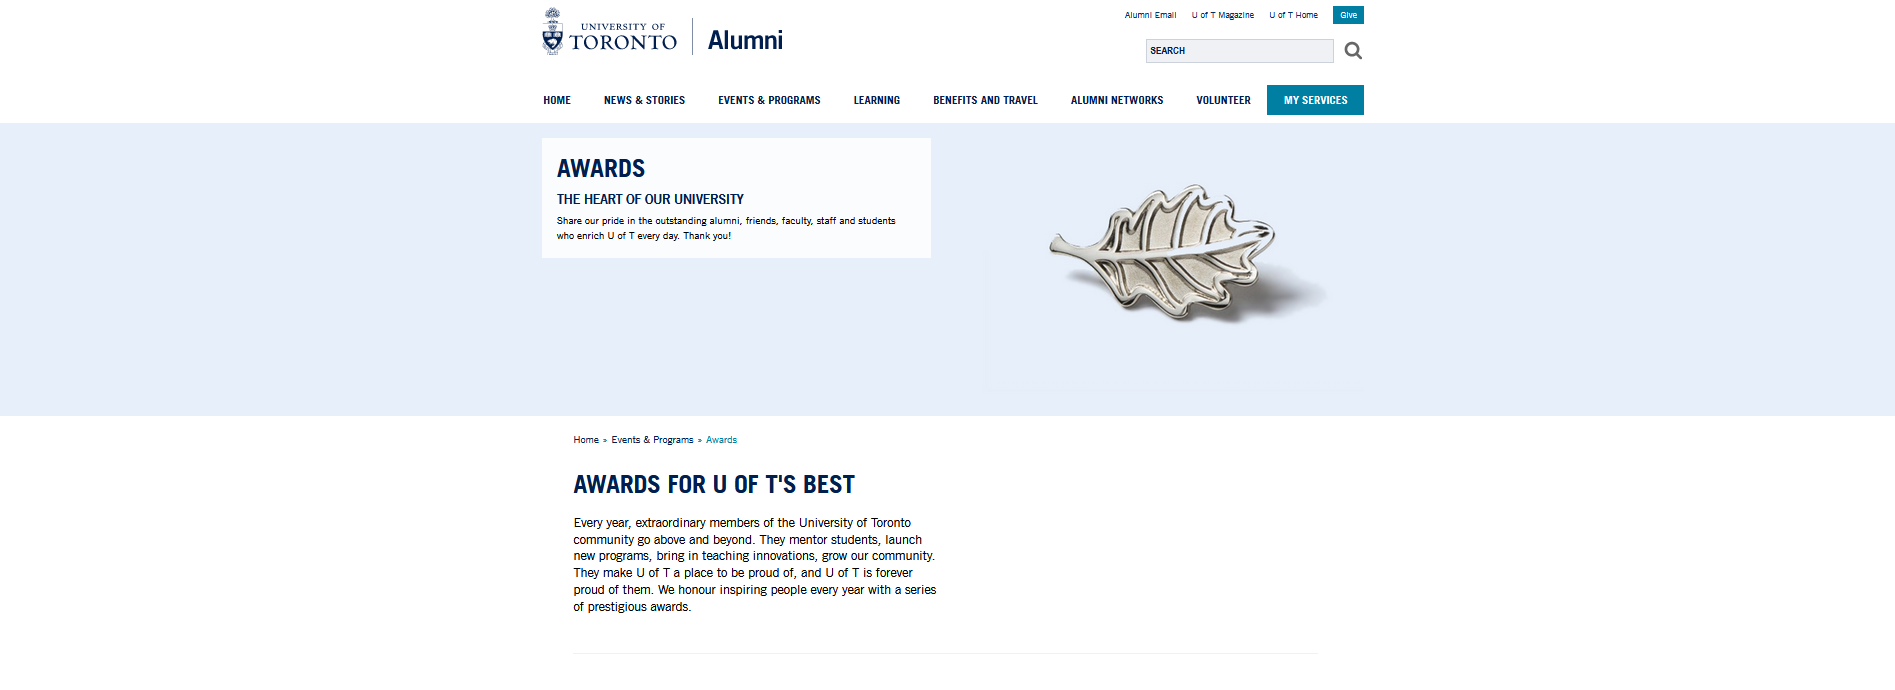 UNIVERSITY OF
TORONTO
Alumni
Alumni Email U of T Magazine U of T Home Give
SEARCH
HOME NEWS & STORIES EVENTS & PROGRAMS LEARNING BENEFITS AND TRAVEL ALUMNI NETWORKS VOLUNTEER MY SERVICES
AWARDS
THE HEART OF OUR UNIVERSITY
Share our pride in the outstanding alumni, friends, faculty, staff and students
who enrich U of T every day. Thank you!
Home » Events & Programs » Awards
AWARDS FOR U OF T'S BEST
Every year, extraordinary members of the University of Toronto
community go above and beyond. They mentor students, launch
new programs, bring in teaching innovations, grow our community.
They make U of T a place to be proud of, and U of T is forever
proud of them. We honour inspiring people every year with a series
of prestigious awards.